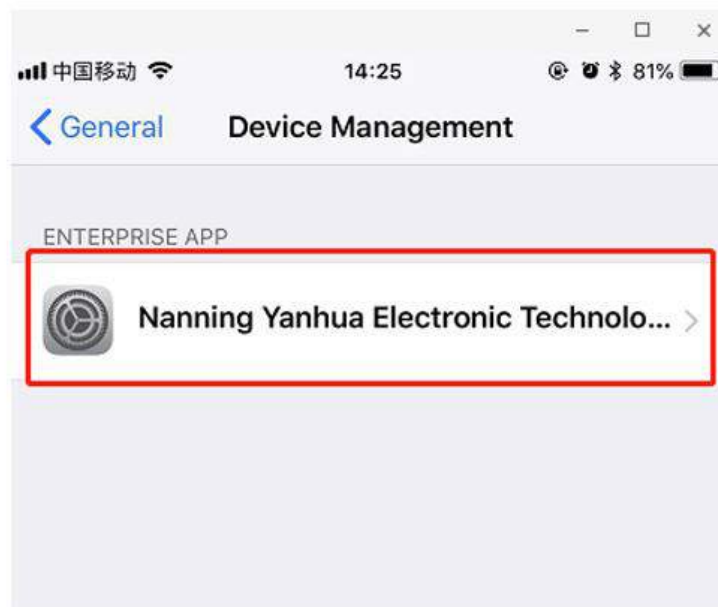 中国移动 14:25 81%
General Device Management
ENTERPRISE APP
Nanning Yanhua Electronic Technolo...